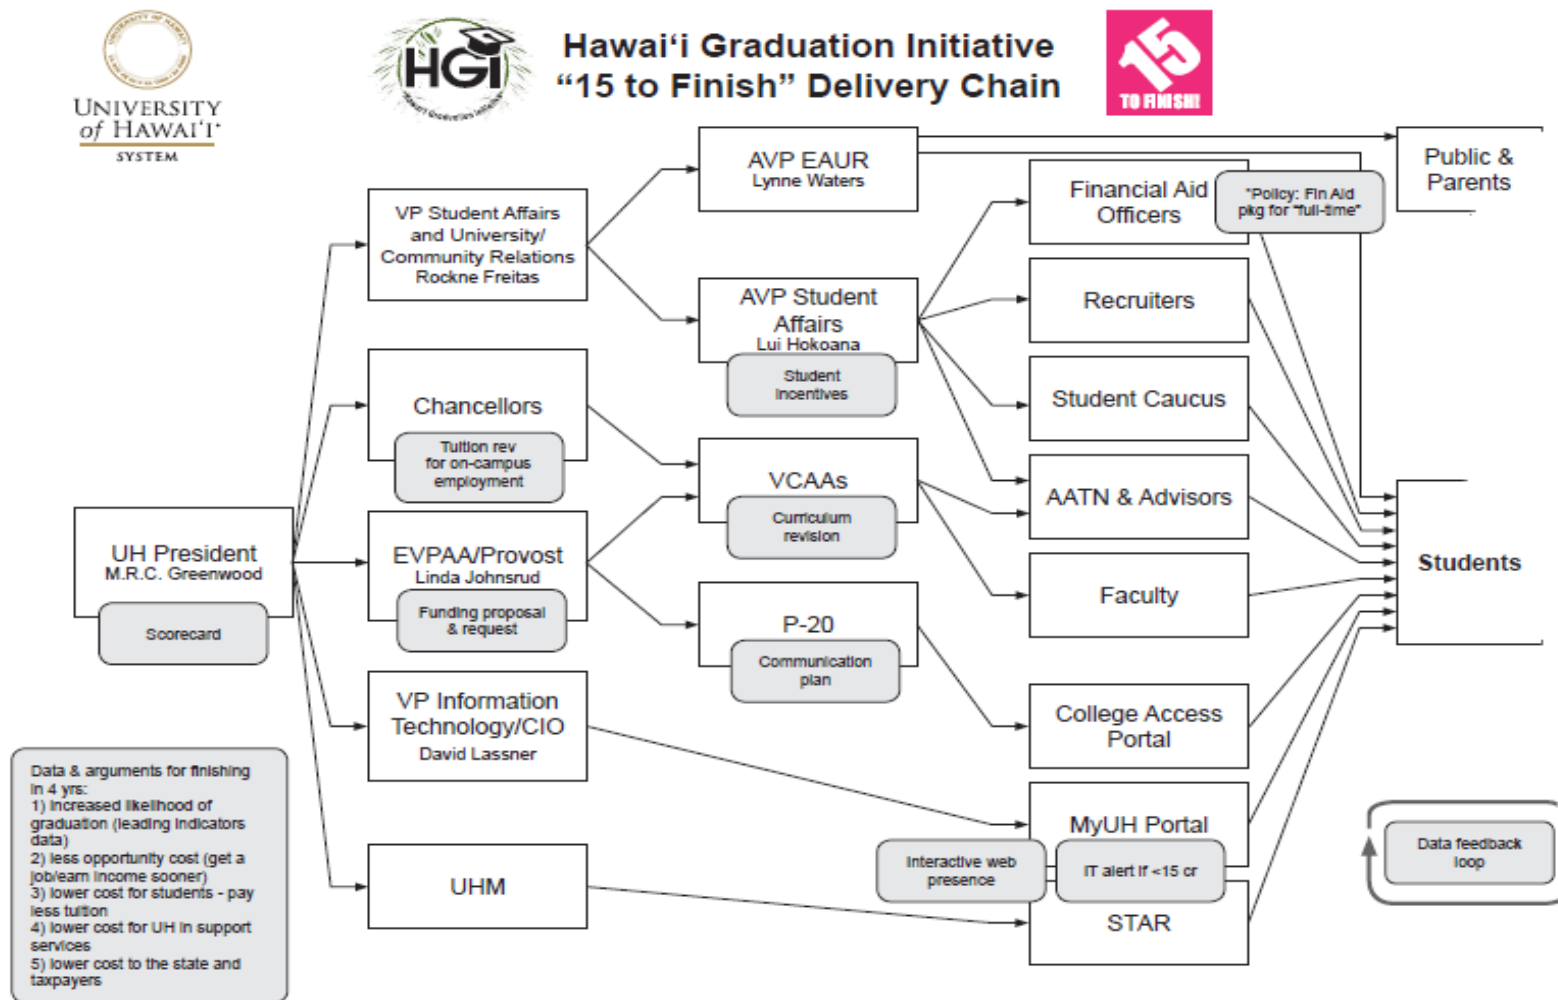 UNIVERSITY OF HAWAI'I
UNIVERSITY
of HAWAI'I
SYSTEM
HGI
Hawai'i Graduation Initiative
Hawai'i Graduation Initiative
"15 to Finish" Delivery Chain
15
TO FINISH!
VP Student Affairs
and University/
Community Relations
Rockne Freitas
AVP EAUR
Lynne Waters
Financial Aid
Officers
"Policy: Fin Aid
pkg for "full-time"
Public &
Parents
AVP Student
Affairs
Lui Hokoana
Student
Incentives
Recruiters
Chancellors
Tuition rev
for on-campus
employment
Student Caucus
VCAAs
Curriculum
revision
AATN & Advisors
UH President
M.R.C. Greenwood
Scorecard
EVPAA/Provost
Linda Johnsrud
Funding proposal
& request
Faculty
Students
P-20
Communication
plan
VP Information
Technology/CIO
David Lassner
College Access
Portal
MyUH Portal
Interactive web
presence
IT alert if <15 cr
UHM
STAR
Data feedback
loop
Data & arguments for finishing
in 4 yrs:
1) increased likelihood of
graduation (leading indicators
data)
2) less opportunity cost (get a
job/earn income sooner)
3) lower cost for students - pay
less tuition
4) lower cost for UH in support
services
5) lower cost to the state and
taxpayers